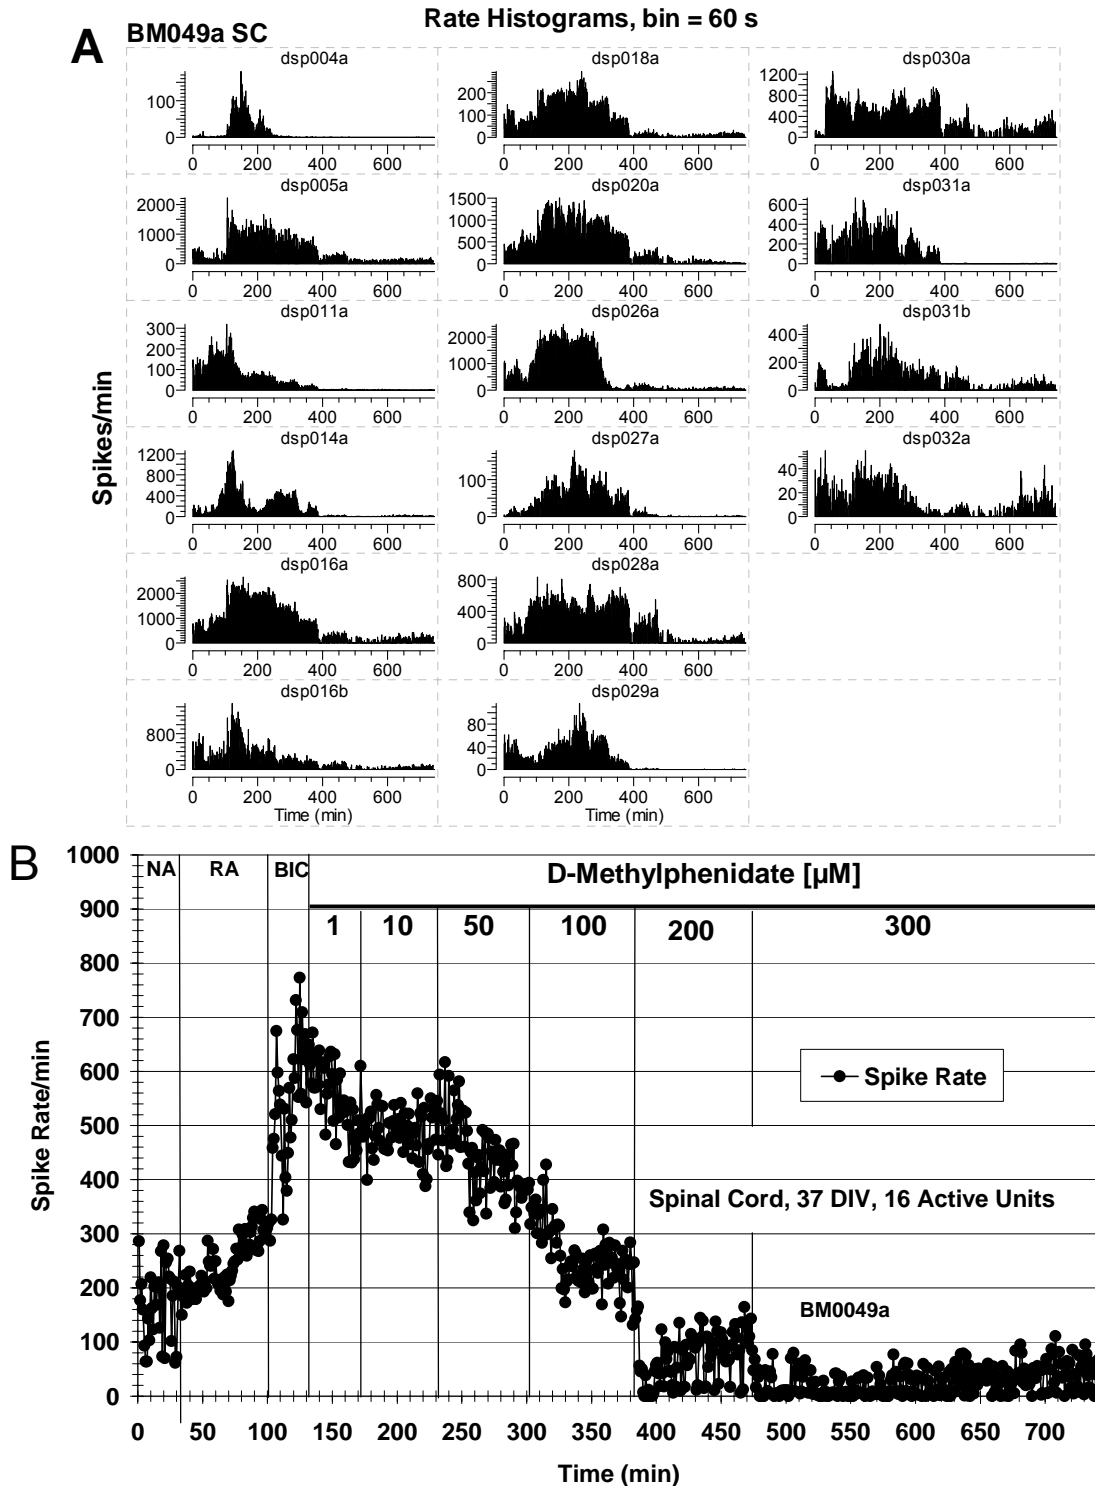 A
BM049a SC
Rate Histograms, bin = 60 s
Spikes/min
dsp004a
100
0
0 200 400 600
dsp018a
200
100
0
0 200 400 600
dsp030a
1200
800
400
0
0 200 400 600
dsp005a
2000
1000
0
0 200 400 600
dsp020a
1500
1000
500
0
0 200 400 600
dsp031a
600
400
200
0
0 200 400 600
dsp011a
300
200
100
0
0 200 400 600
dsp026a
2000
1000
0
0 200 400 600
dsp031b
400
200
0
0 200 400 600
dsp014a
1200
800
400
0
0 200 400 600
dsp027a
100
0
0 200 400 600
dsp032a
40
20
0
0 200 400 600
dsp016a
2000
1000
0
0 200 400 600
dsp028a
800
400
0
0 200 400 600
dsp016b
800
0
0 200 400 600
Time (min)
dsp029a
80
40
0
0 200 400 600
Time (min)
B
NA RA BIC
D-Methylphenidate [µM]
1 10 50 100 200 300
1000
900
800
700
600
500
400
300
200
100
0
Spike Rate/min
Spike Rate
Spinal Cord, 37 DIV, 16 Active Units
BM0049a
0 50 100 150 200 250 300 350 400 450 500 550 600 650 700
Time (min)